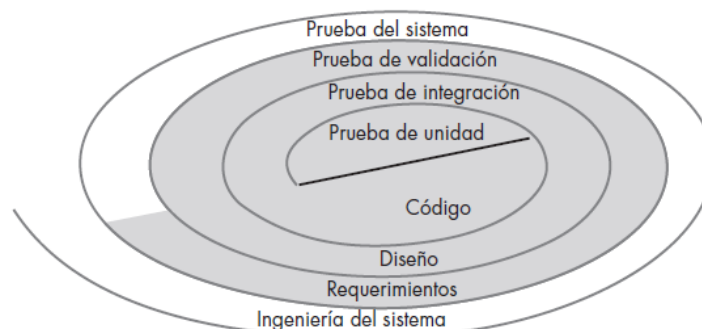 Prueba del sistema
Prueba de validación
Prueba de integración
Prueba de unidad
Código
Diseño
Requerimientos
Ingeniería del sistema